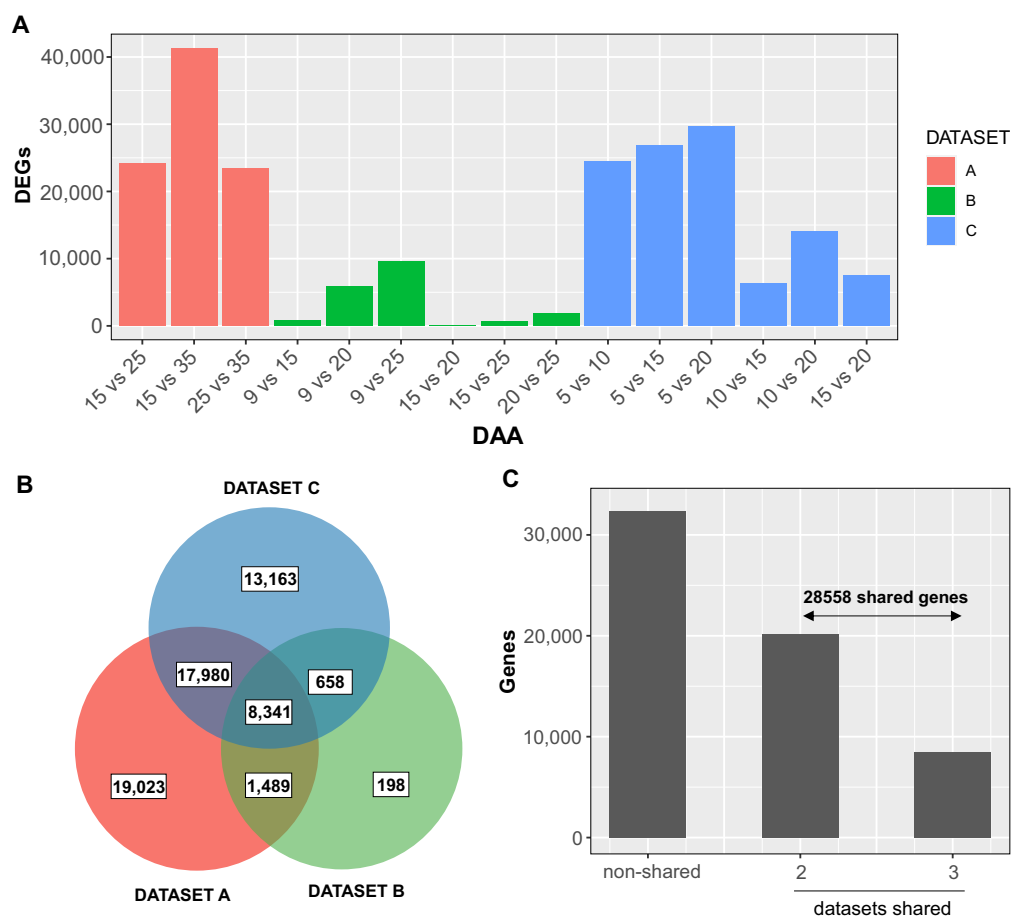 A
40,000
30,000
20,000
10,000
0
DEGs
15 vs 25
15 vs 35
25 vs 35
9 vs 15
9 vs 20
9 vs 25
15 vs 20
15 vs 25
20 vs 25
5 vs 10
5 vs 15
5 vs 20
10 vs 15
10 vs 20
15 vs 20
DAA
DATASET
A
B
C
B
DATASET C
13,163
17,980
658
8,341
19,023
1,489
198
DATASET A
DATASET B
C
30,000
20,000
10,000
0
Genes
28558 shared genes
non-shared
2
3
datasets shared